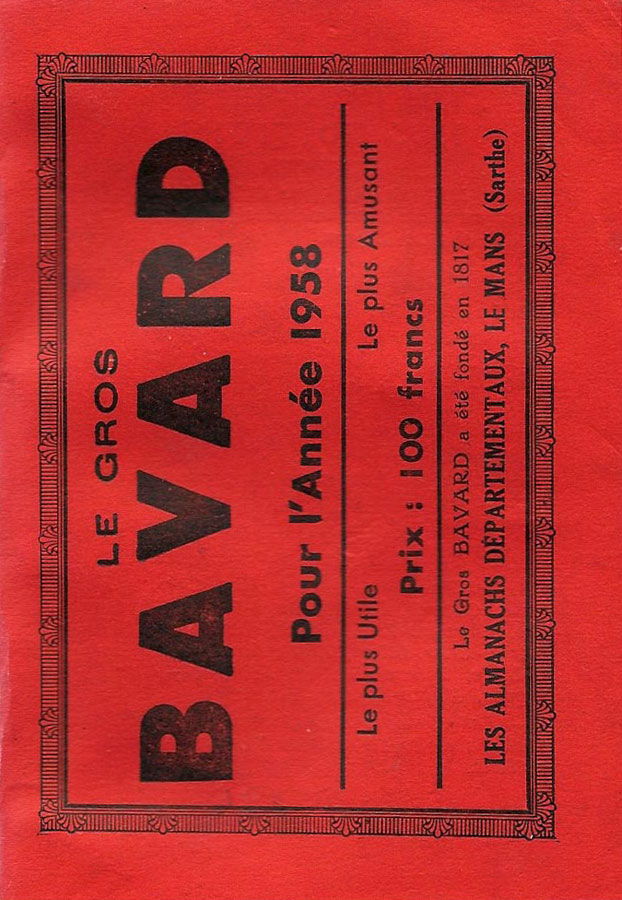 LE GROS
BAVARD
Pour l'Année 1958
Le plus Utile Le plus Amusant
Prix : 100 francs
Le Gros BAVARD a été fondé en 1817
LES ALMANACHS DÉPARTEMENTAUX, LE MANS (Sarthe)